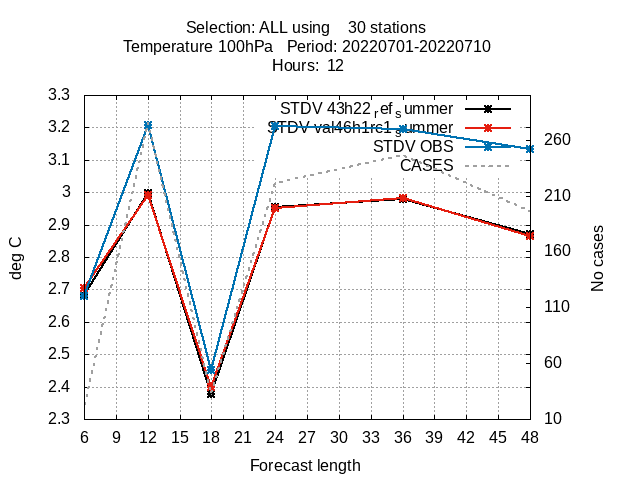 Selection: ALL using    30 stations
Temperature 100hPa   Period: 20220701-20220710
Hours: 12
STDV 43h22_ref_summer
STDV val46h1rc1_summer
STDV OBS
CASES
3.3
3.2
3.1
3
2.9
2.8
2.7
2.6
2.5
2.4
2.3
deg C
260
210
160
110
60
10
No cases
6 9 12 15 18 21 24 27 30 33 36 39 42 45 48
Forecast length